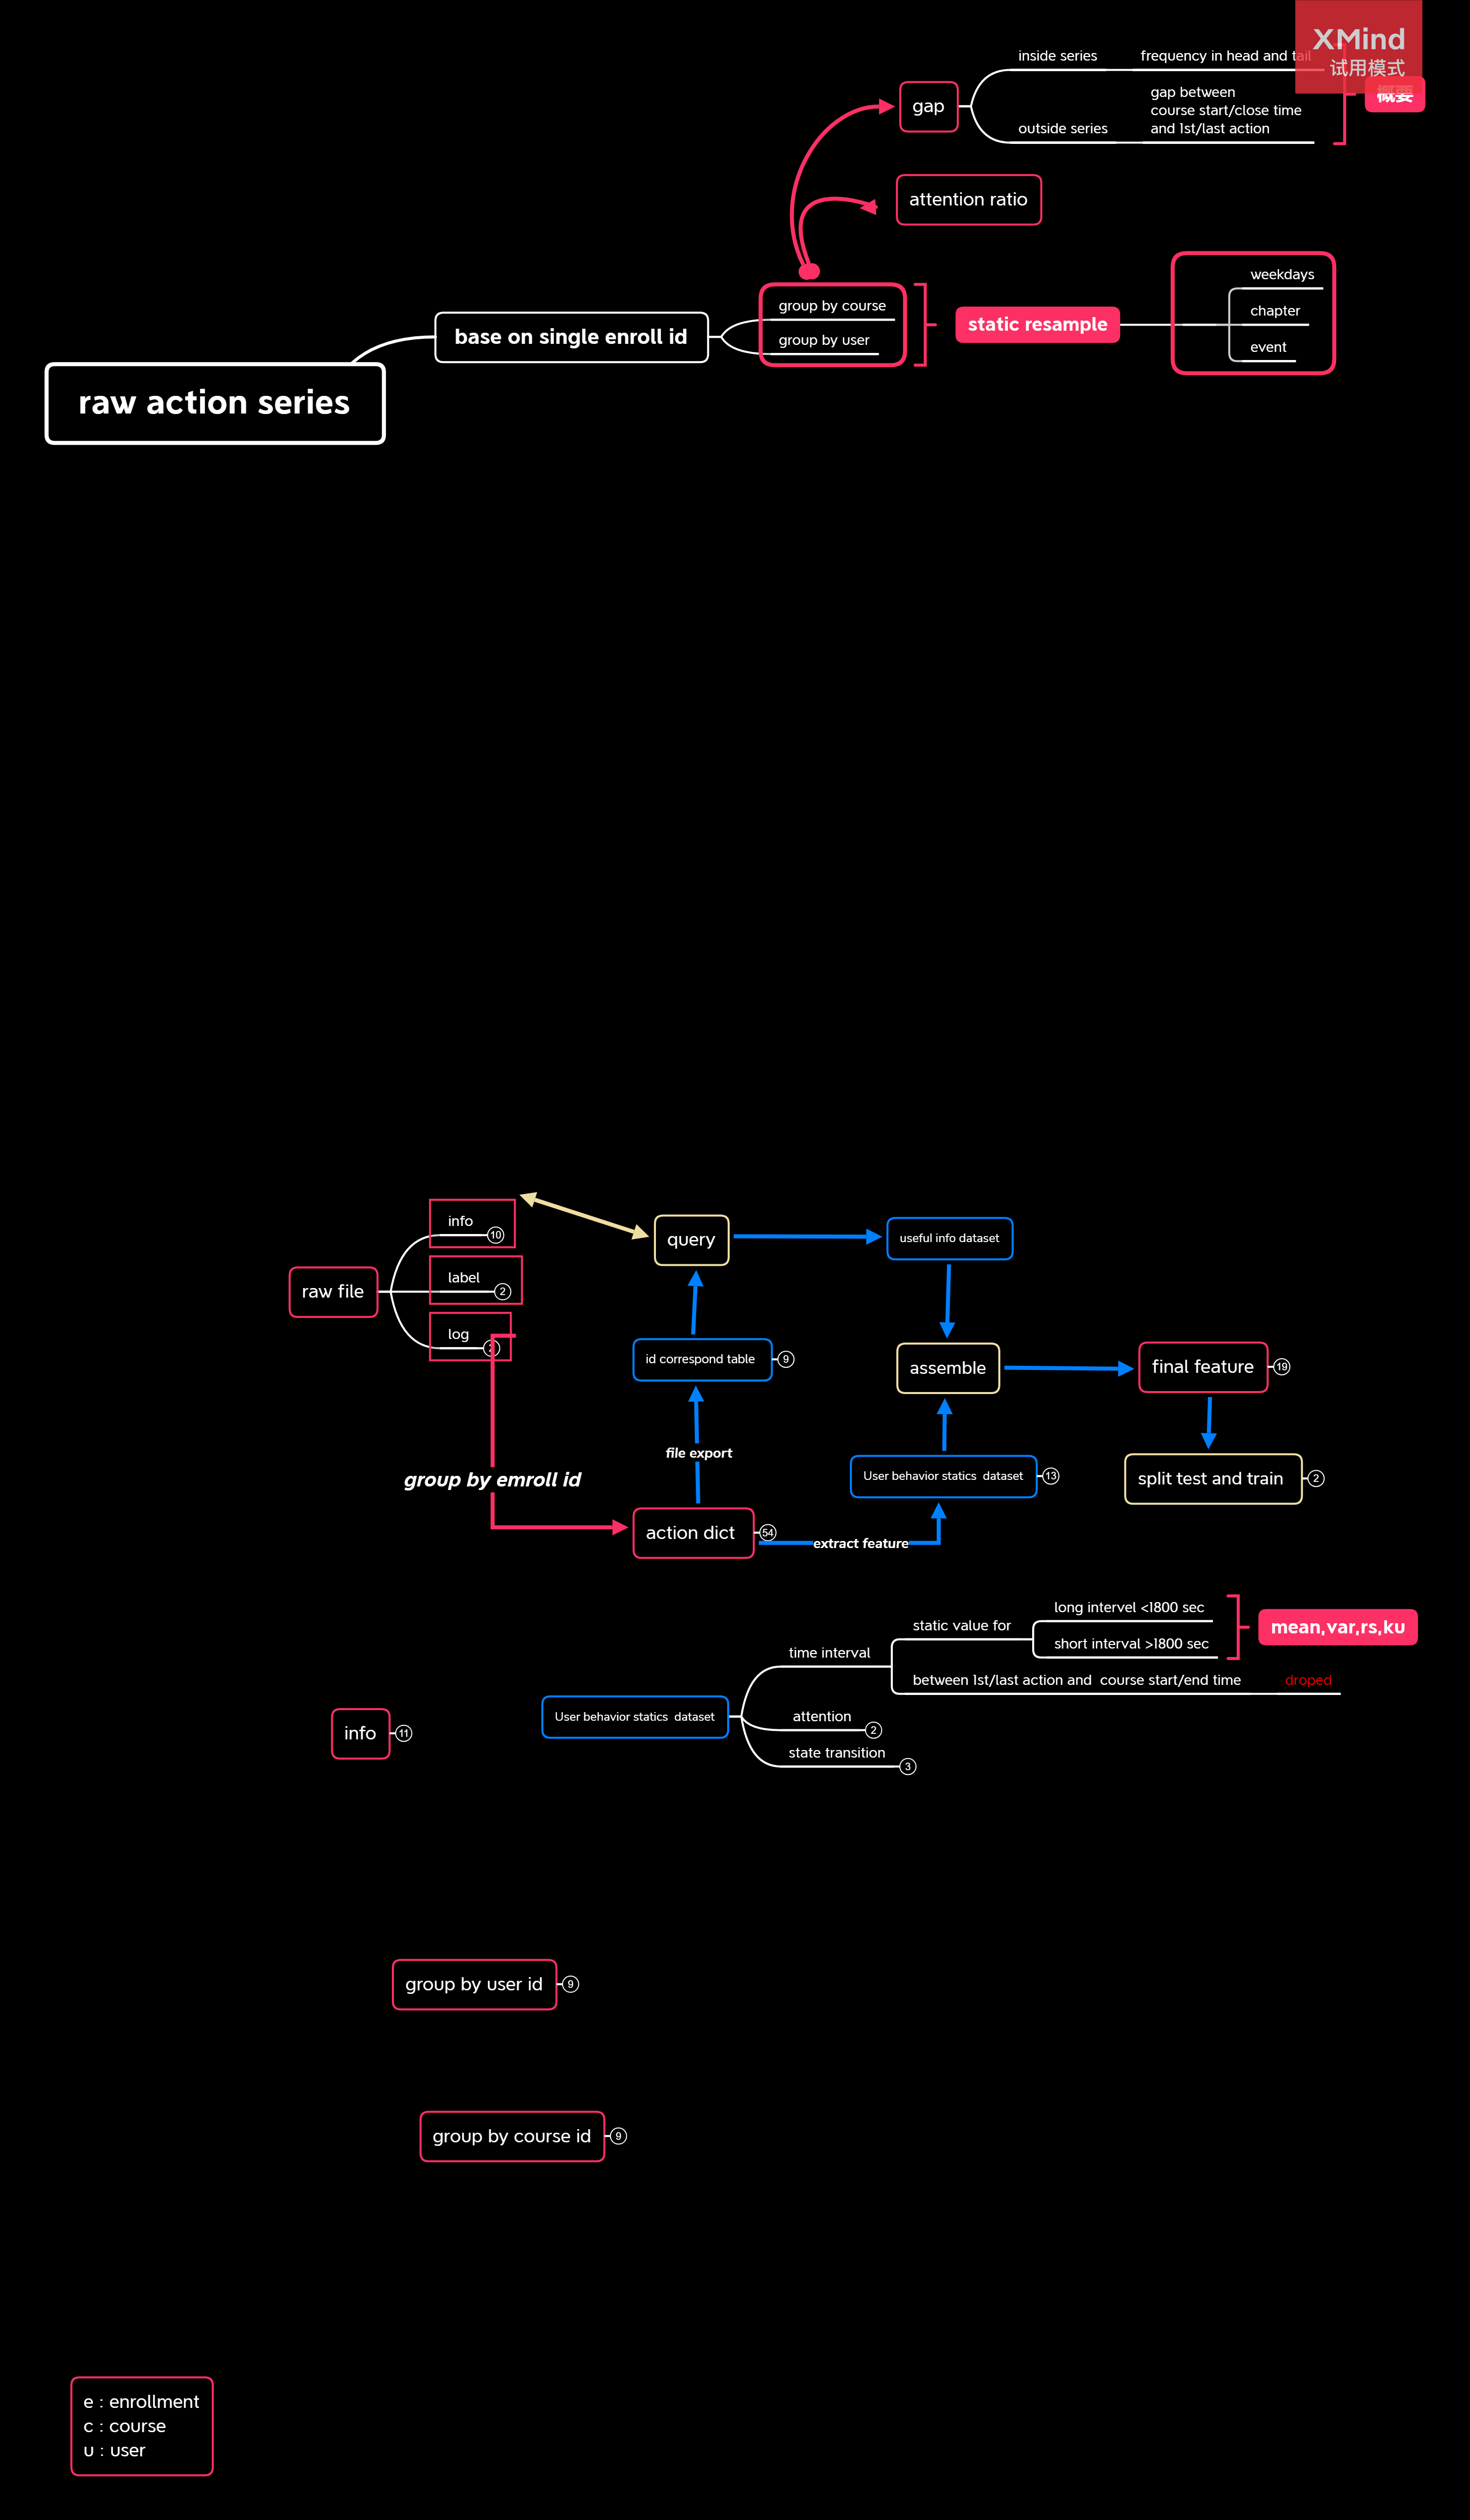 XMind
试用模式
inside series
frequency in head and tail
概要
gap
gap between
course start/close time
and 1st/last action
outside series
attention ratio
weekdays
group by course
chapter
static resample
base on single enroll id
group by user
event
raw action series
info
10
query
useful info dataset
label
2
raw file
log
id correspond table
9
assemble
final feature
19
file export
group by emroll id
User behavior statics  dataset
13
split test and train
2
action dict
54
extract feature
long intervel <1800 sec
static value for
mean,var,rs,ku
short interval >1800 sec
time interval
between 1st/last action and  course start/end time
droped
User behavior statics  dataset
attention
2
info
11
state transition
3
group by user id
9
group by course id
9
e : enrollment
c : course
u : user